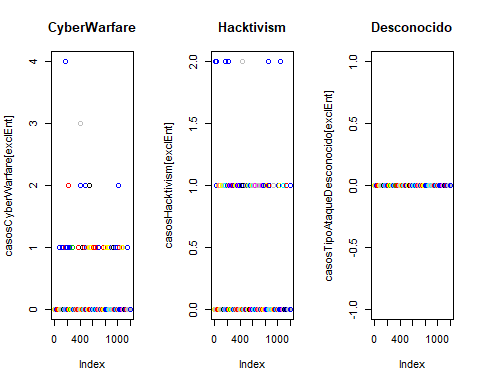 CyberWarfare
casosCyberWarfare[exclEnt]
4
3
2
1
0
0 400 1000
Index
Hacktivism
casosHacktivism[exclEnt]
2.0
1.5
1.0
0.5
0.0
0 400 1000
Index
Desconocido
casosTipoAtaqueDesconocido[exclEnt]
1.0
0.5
0.0
-0.5
-1.0
0 400 1000
Index